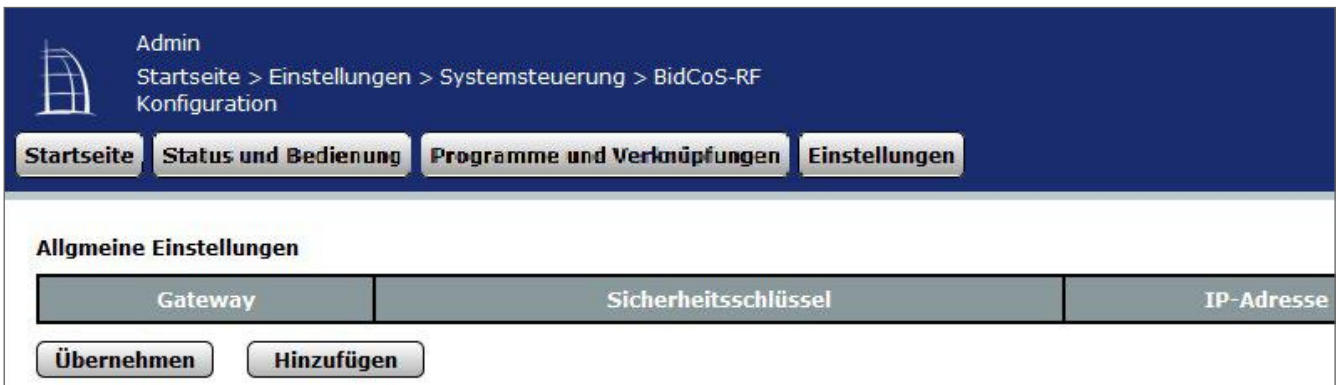 Admin
Startseite > Einstellungen > Systemsteuerung > BidCoS-RF
Konfiguration
Startseite Status und Bedienung Programme und Verknüpfungen Einstellungen
Allgmeine Einstellungen
Gateway Sicherheitsschlüssel IP-Adresse
Übernehmen Hinzufügen